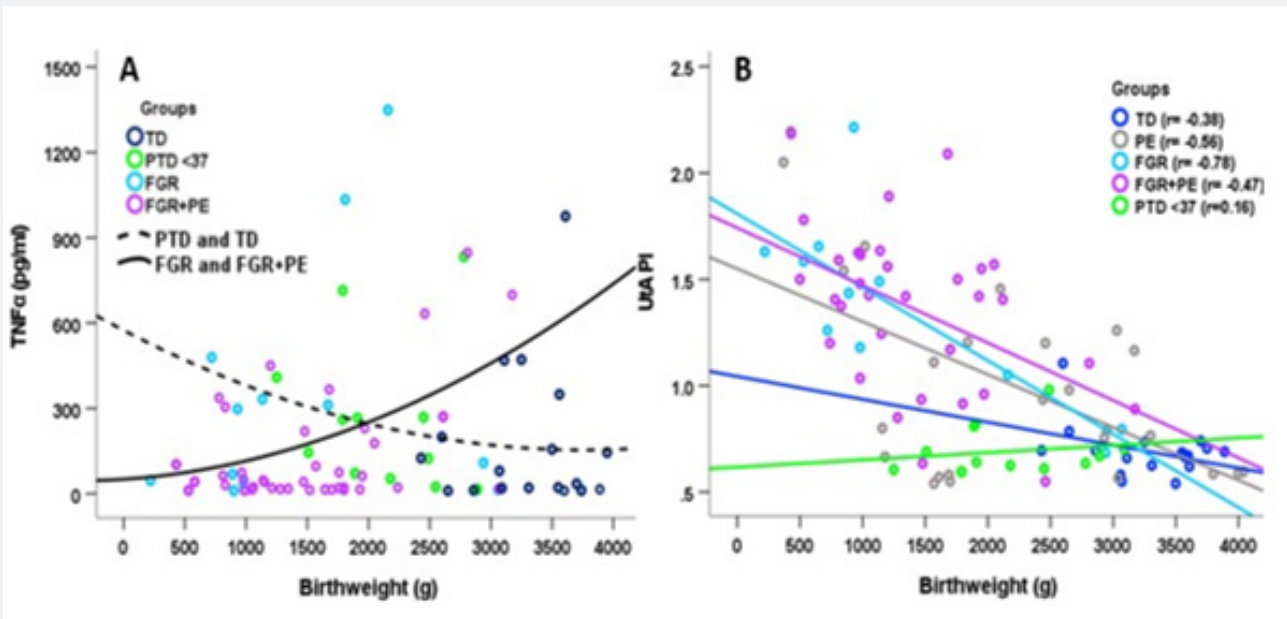 A
1500
1200
900
600
300
0
TNFα (pg/ml)
Groups
TD
PTD <37
FGR
FGR+PE
PTD and TD
FGR and FGR+PE
0 500 1000 1500 2000 2500 3000 3500 4000
Birthweight (g)
B
2.5
2.0
1.5
1.0
.5
UtA PI
Groups
TD (r= -0.38)
PE (r= -0.56)
FGR (r= -0.78)
FGR+PE (r= -0.47)
PTD <37 (r=0.16)
0 500 1000 1500 2000 2500 3000 3500 4000
Birthweight (g)